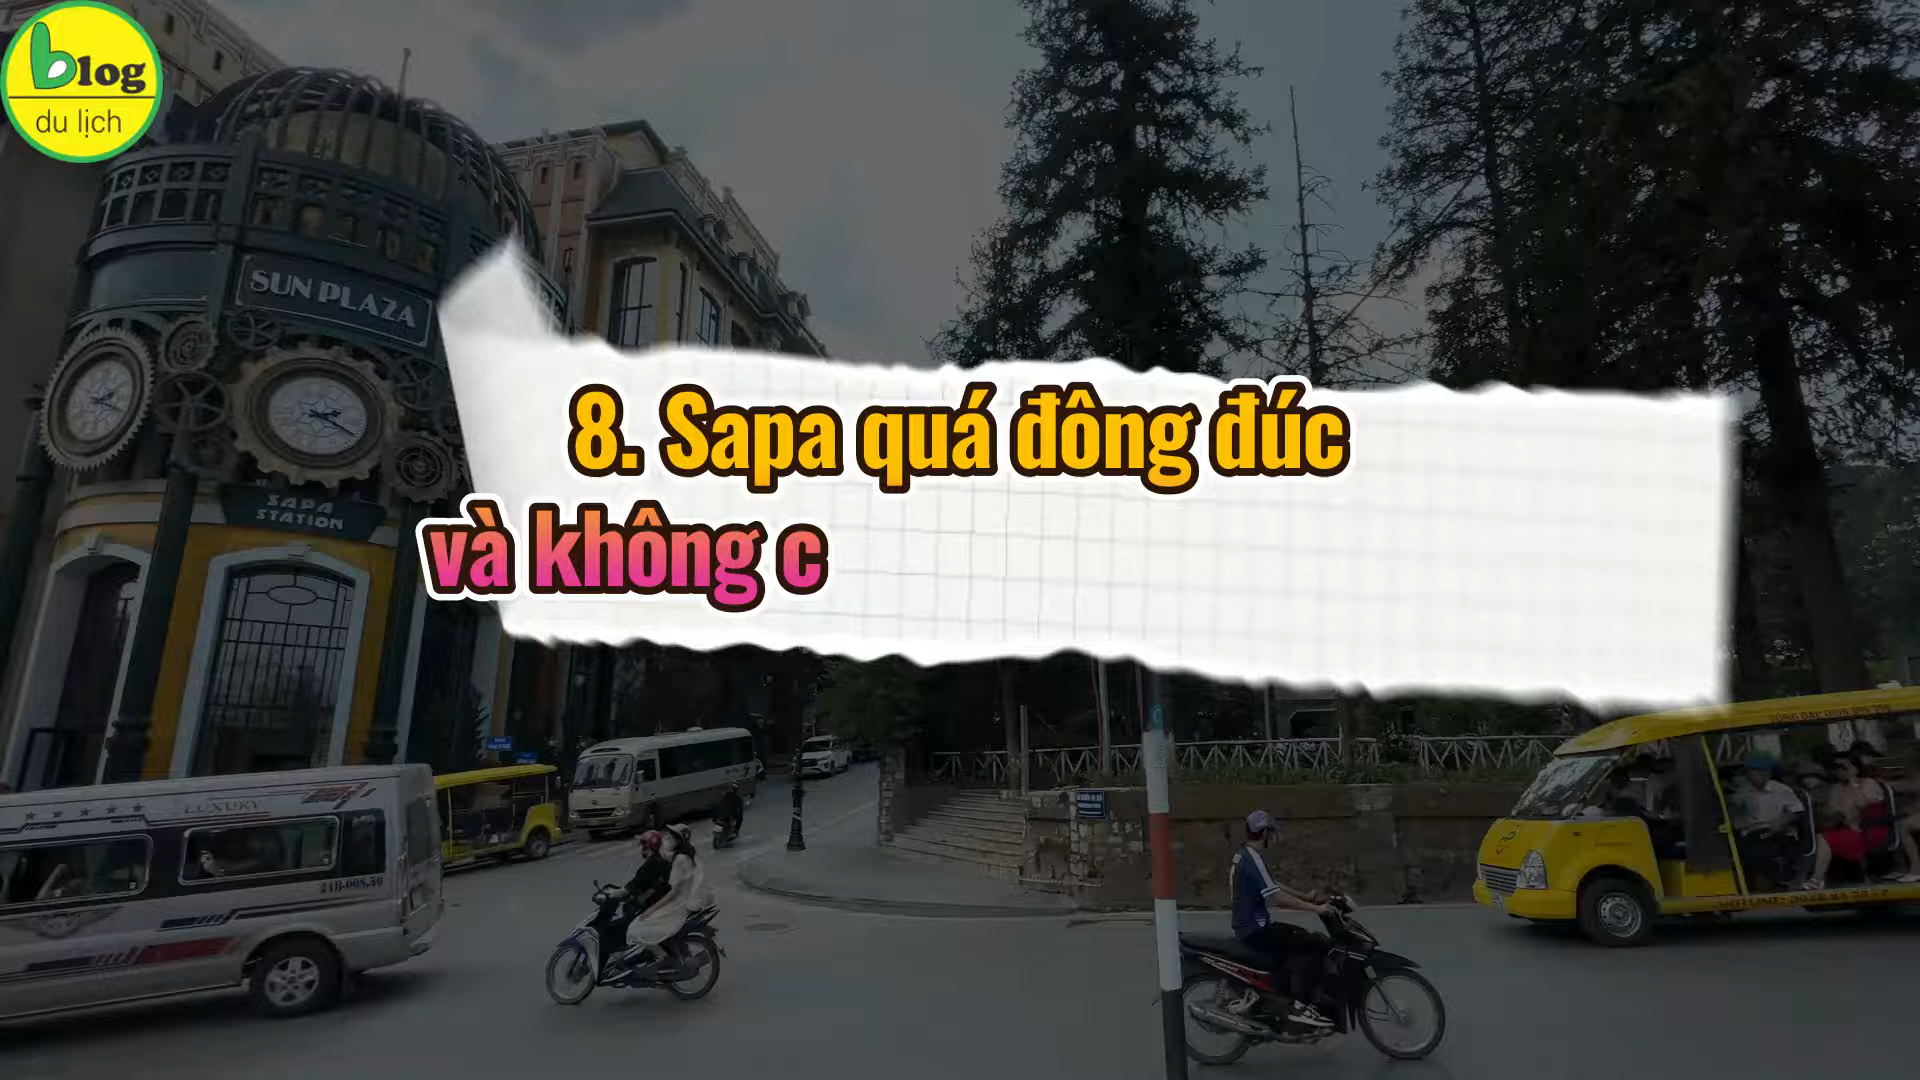 blog
du lịch
SUN PLAZA
8. Sapa quá đông đúc
và không c
SAPA
STATION
LUXURY